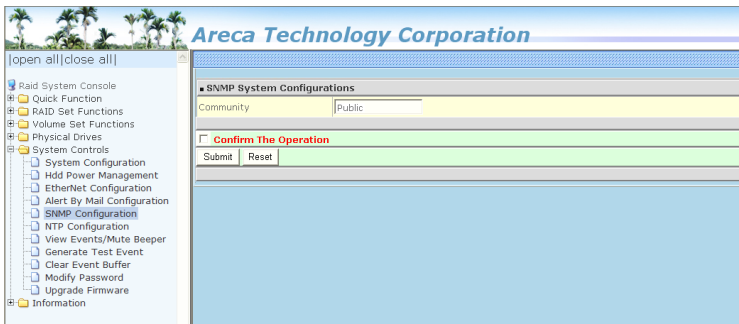 Areca Technology Corporation
|open all|close all|
Raid System Console
Quick Function
RAID Set Functions
Volume Set Functions
Physical Drives
System Controls
System Configuration
Hdd Power Management
EtherNet Configuration
Alert By Mail Configuration
SNMP Configuration
NTP Configuration
View Events/Mute Beeper
Generate Test Event
Clear Event Buffer
Modify Password
Upgrade Firmware
Information
SNMP System Configurations
Community Public
Confirm The Operation
Submit Reset